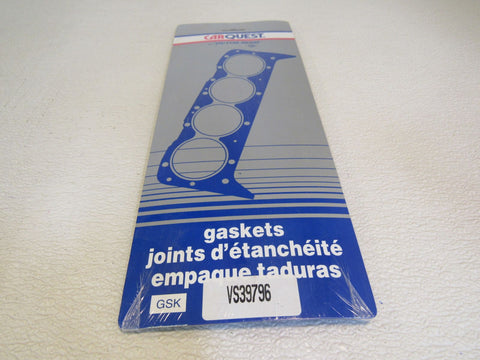 CARQUEST
gaskets
joints d'étanchéité
empaque taduras
GSK
VS39796